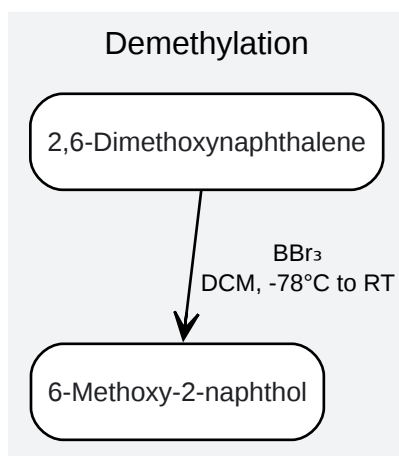 Demethylation
2,6-Dimethoxynaphthalene
BBr₃
DCM, -78°C to RT
6-Methoxy-2-naphthol